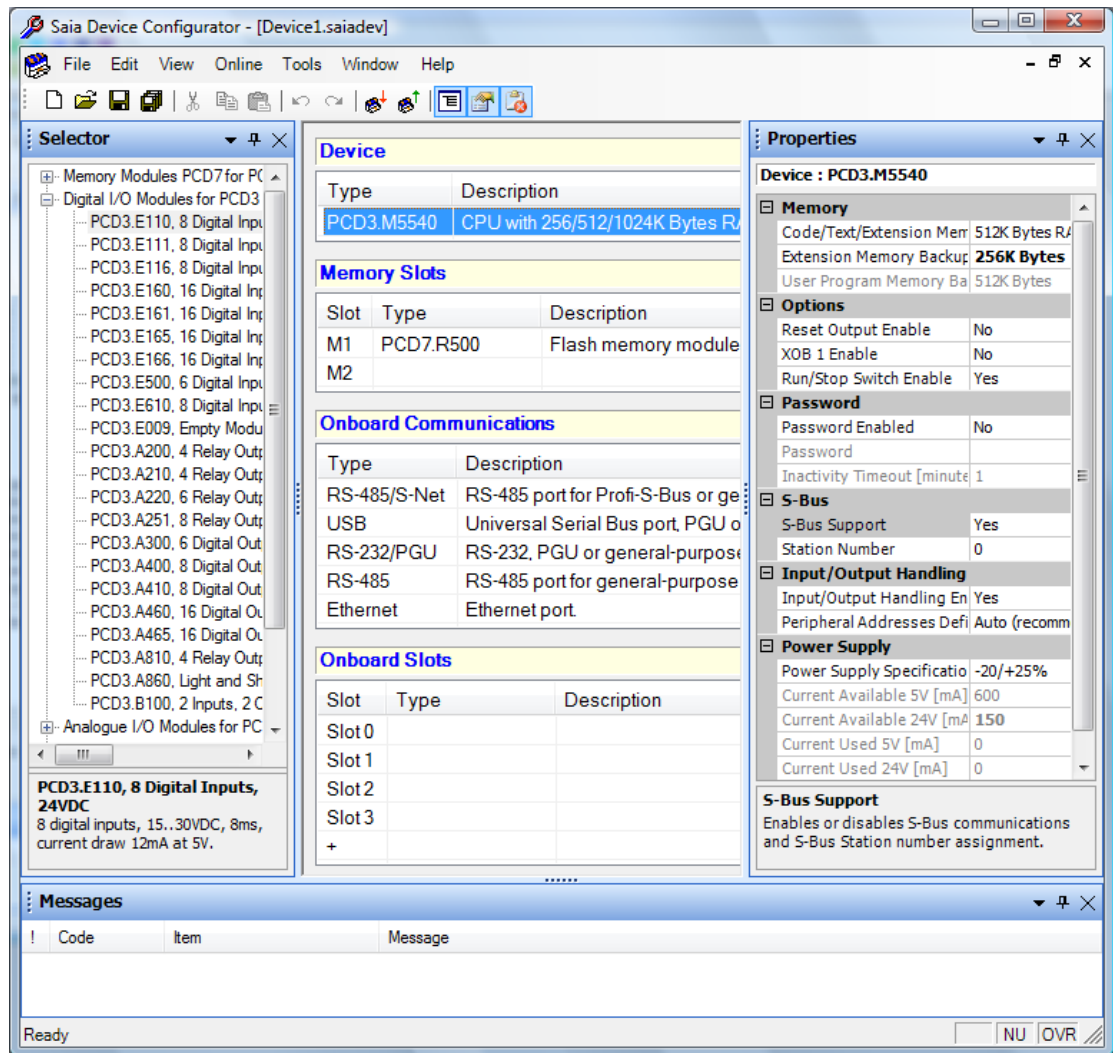 Saia Device Configurator - [Device1.saiadev]
File Edit View Online Tools Window Help
Selector
Memory Modules PCD7 for PC
Digital I/O Modules for PCD3
PCD3.E110, 8 Digital Inpu
PCD3.E111, 8 Digital Inpu
PCD3.E116, 8 Digital Inpu
PCD3.E160, 16 Digital Inp
PCD3.E161, 16 Digital Inp
PCD3.E165, 16 Digital Inp
PCD3.E166, 16 Digital Inp
PCD3.E500, 6 Digital Inpu
PCD3.E610, 8 Digital Inpu
PCD3.E009, Empty Modu
PCD3.A200, 4 Relay Outp
PCD3.A210, 4 Relay Outp
PCD3.A220, 6 Relay Outp
PCD3.A251, 8 Relay Outp
PCD3.A300, 6 Digital Out
PCD3.A400, 8 Digital Out
PCD3.A410, 8 Digital Out
PCD3.A460, 16 Digital Ou
PCD3.A465, 16 Digital Ou
PCD3.A810, 4 Relay Outp
PCD3.A860, Light and Sh
PCD3.B100, 2 Inputs, 2 O
Analogue I/O Modules for PC
PCD3.E110, 8 Digital Inputs,
24VDC
8 digital inputs, 15..30VDC, 8ms,
current draw 12mA at 5V.
Device
Type Description
PCD3.M5540 CPU with 256/512/1024K Bytes RA
Memory Slots
Slot Type Description
M1 PCD7.R500 Flash memory module
M2
Onboard Communications
Type Description
RS-485/S-Net RS-485 port for Profi-S-Bus or ge
USB Universal Serial Bus port, PGU o
RS-232/PGU RS-232, PGU or general-purpose
RS-485 RS-485 port for general-purpose
Ethernet Ethernet port.
Onboard Slots
Slot Type Description
Slot 0
Slot 1
Slot 2
Slot 3
+
Properties
Device : PCD3.M5540
Memory
Code/Text/Extension Mem 512K Bytes RA
Extension Memory Backup 256K Bytes
User Program Memory Ba 512K Bytes
Options
Reset Output Enable No
XOB 1 Enable No
Run/Stop Switch Enable Yes
Password
Password Enabled No
Password
Inactivity Timeout [minute 1
S-Bus
S-Bus Support Yes
Station Number 0
Input/Output Handling
Input/Output Handling En Yes
Peripheral Addresses Defi Auto (recomm
Power Supply
Power Supply Specificatio -20/+25%
Current Available 5V [mA] 600
Current Available 24V [mA 150
Current Used 5V [mA] 0
Current Used 24V [mA] 0
S-Bus Support
Enables or disables S-Bus communications
and S-Bus Station number assignment.
Messages
! Code Item Message
Ready NU OVR